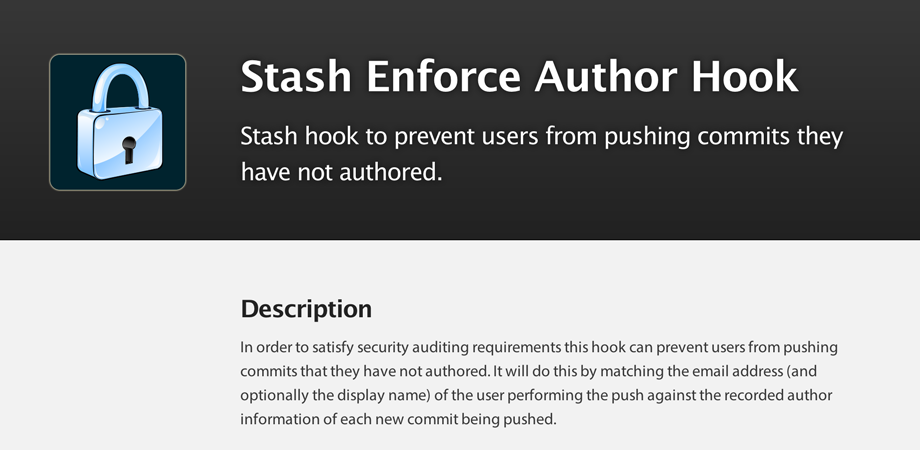 Stash Enforce Author Hook
Stash hook to prevent users from pushing commits they
have not authored.
Description
In order to satisfy security auditing requirements this hook can prevent users from pushing
commits that they have not authored. It will do this by matching the email address (and
optionally the display name) of the user performing the push against the recorded author
information of each new commit being pushed.